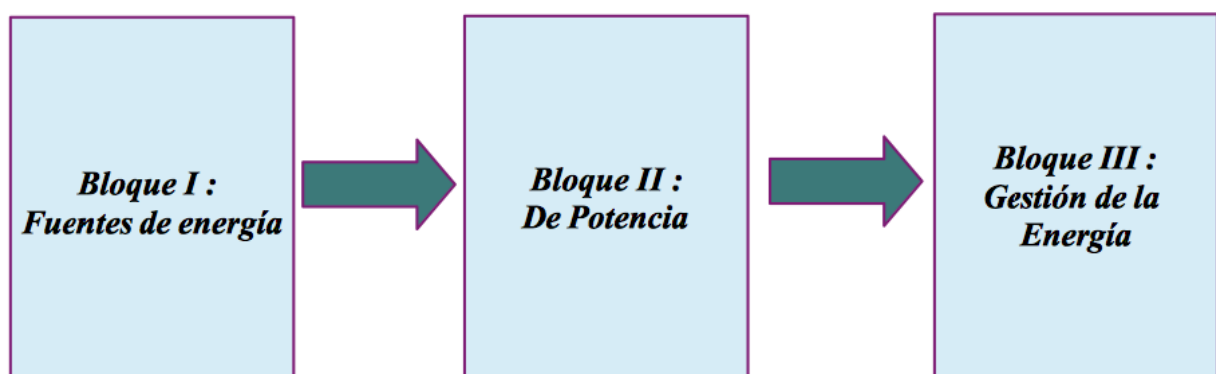 Bloque I :
Fuentes de energía
Bloque II :
De Potencia
Bloque III :
Gestión de la
Energía